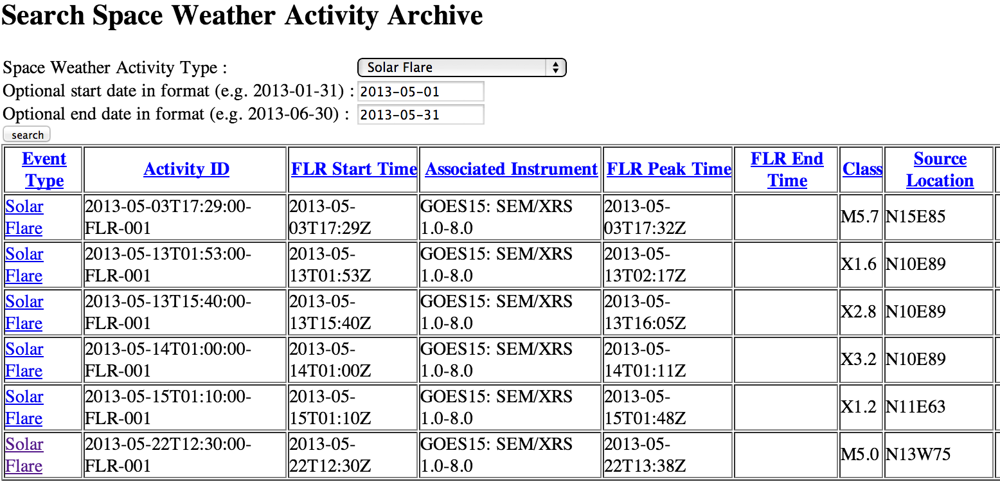 Search Space Weather Activity Archive
Space Weather Activity Type : Solar Flare
Optional start date in format (e.g. 2013-01-31) : 2013-05-01
Optional end date in format (e.g. 2013-06-30) : 2013-05-31
search
Event Type Activity ID FLR Start Time Associated Instrument FLR Peak Time FLR End Time Class Source Location
Solar Flare 2013-05-03T17:29:00-FLR-001 2013-05-03T17:29Z GOES15: SEM/XRS 1.0-8.0 2013-05-03T17:32Z M5.7 N15E85
Solar Flare 2013-05-13T01:53:00-FLR-001 2013-05-13T01:53Z GOES15: SEM/XRS 1.0-8.0 2013-05-13T02:17Z X1.6 N10E89
Solar Flare 2013-05-13T15:40:00-FLR-001 2013-05-13T15:40Z GOES15: SEM/XRS 1.0-8.0 2013-05-13T16:05Z X2.8 N10E89
Solar Flare 2013-05-14T01:00:00-FLR-001 2013-05-14T01:00Z GOES15: SEM/XRS 1.0-8.0 2013-05-14T01:11Z X3.2 N10E89
Solar Flare 2013-05-15T01:10:00-FLR-001 2013-05-15T01:10Z GOES15: SEM/XRS 1.0-8.0 2013-05-15T01:48Z X1.2 N11E63
Solar Flare 2013-05-22T12:30:00-FLR-001 2013-05-22T12:30Z GOES15: SEM/XRS 1.0-8.0 2013-05-22T13:38Z M5.0 N13W75